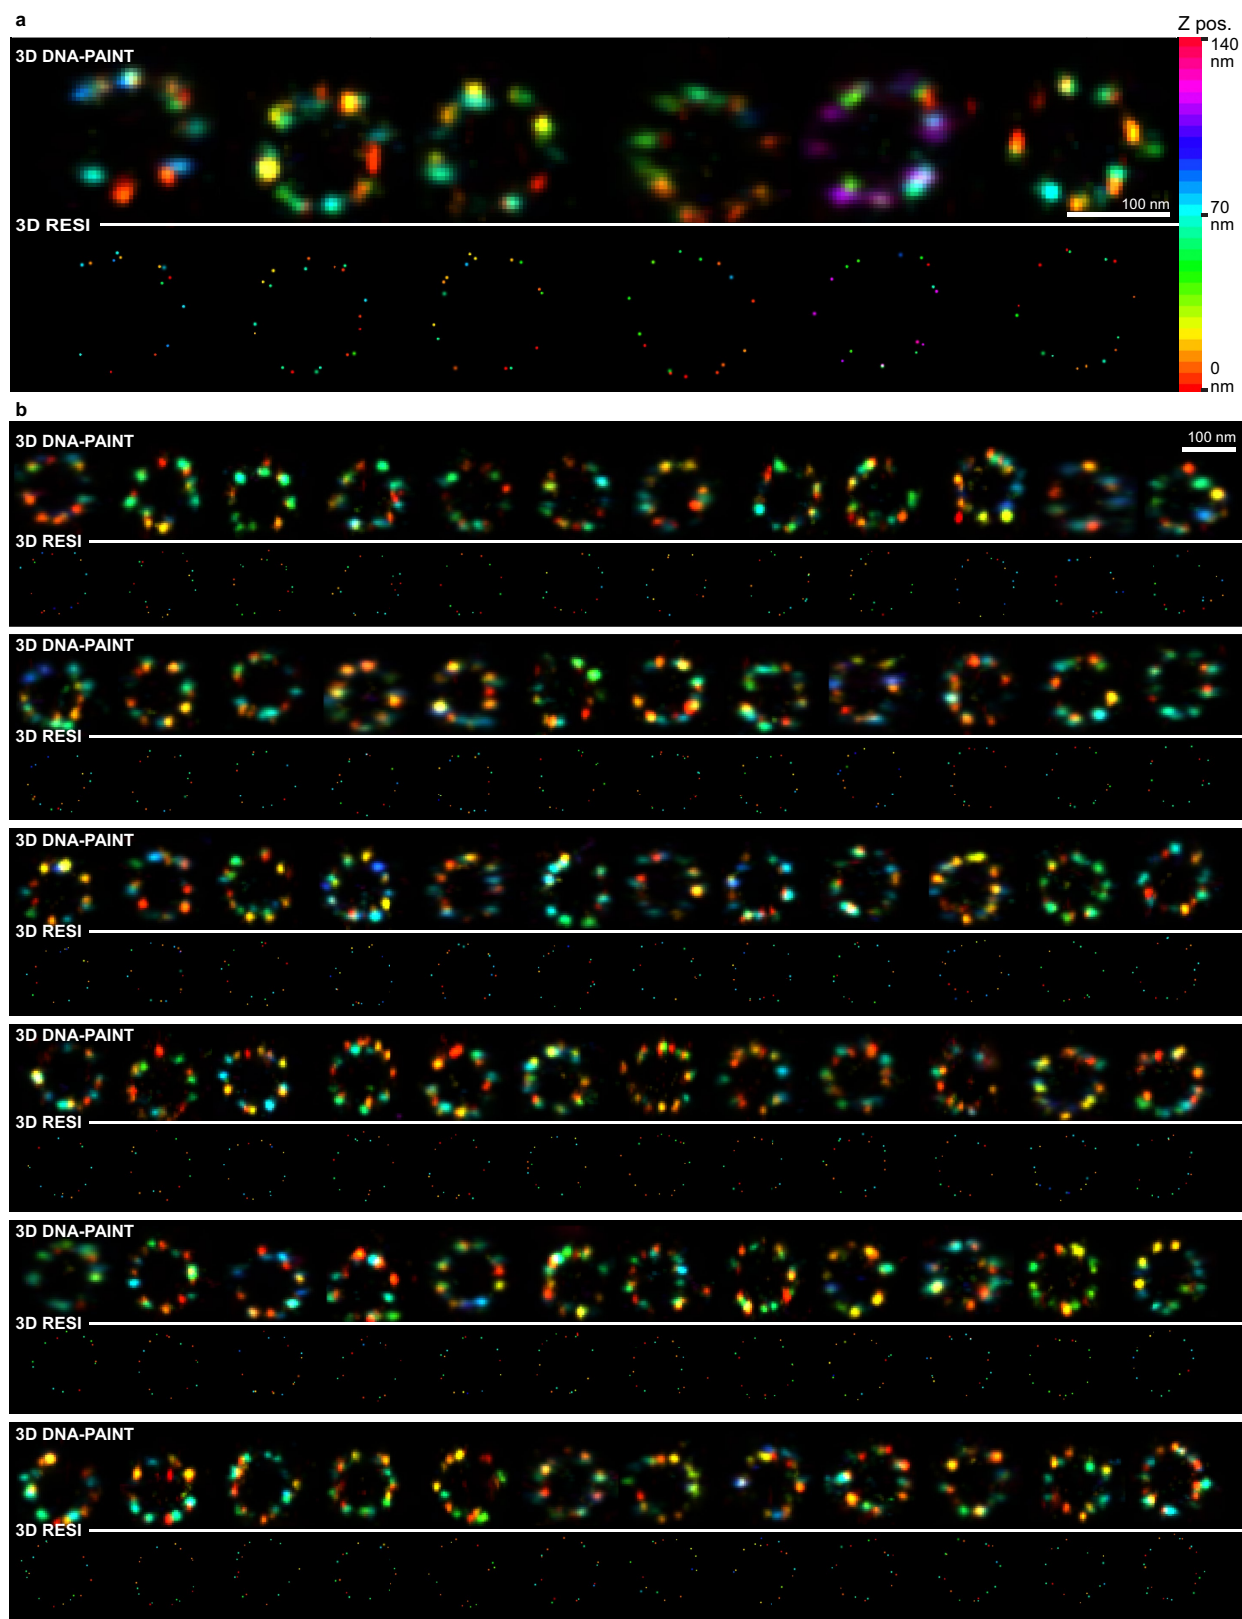 a
Z pos.
3D DNA-PAINT
140
nm
100 nm
70
nm
3D RESI
0
nm
b
3D DNA-PAINT
100 nm
3D RESI
3D DNA-PAINT
3D RESI
3D DNA-PAINT
3D RESI
3D DNA-PAINT
3D RESI
3D DNA-PAINT
3D RESI
3D DNA-PAINT
3D RESI